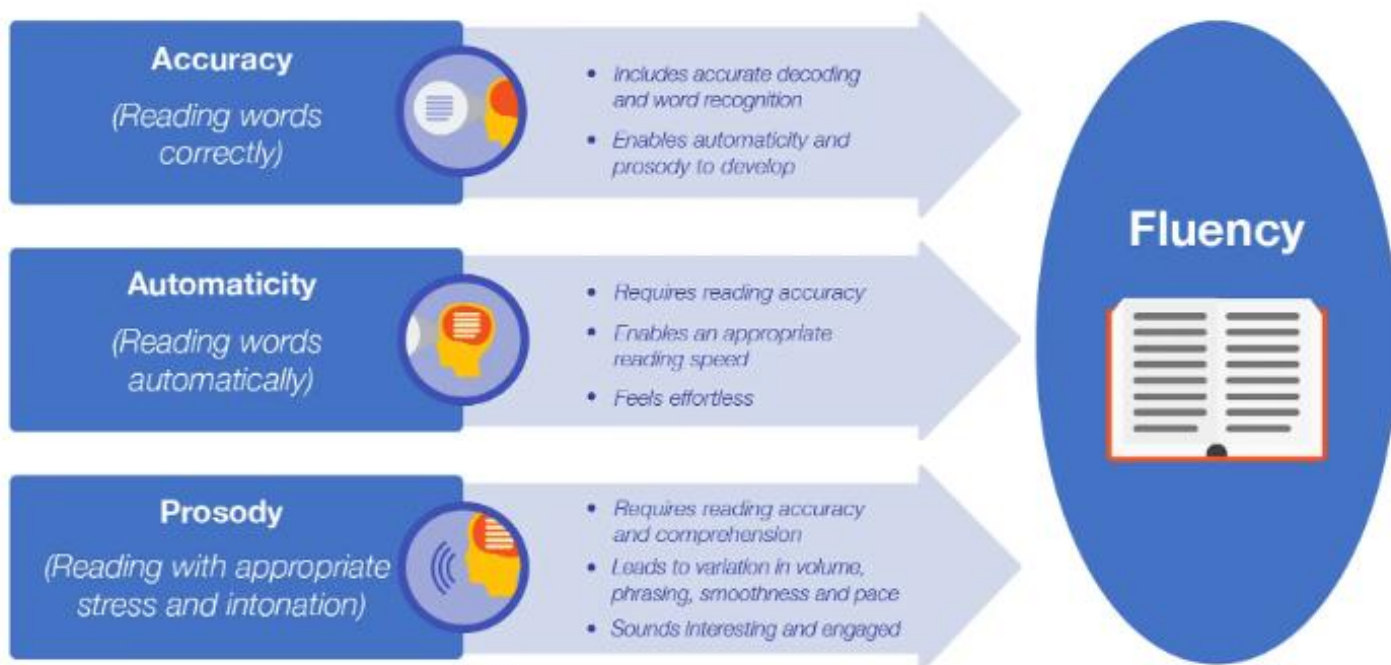 Accuracy
(Reading words
correctly)
• Includes accurate decoding
and word recognition
• Enables automaticity and
prosody to develop
Automaticity
(Reading words
automatically)
• Requires reading accuracy
• Enables an appropriate
reading speed
• Feels effortless
Prosody
(Reading with appropriate
stress and intonation)
• Requires reading accuracy
and comprehension
• Leads to variation in volume,
phrasing, smoothness and pace
• Sounds interesting and engaged
Fluency